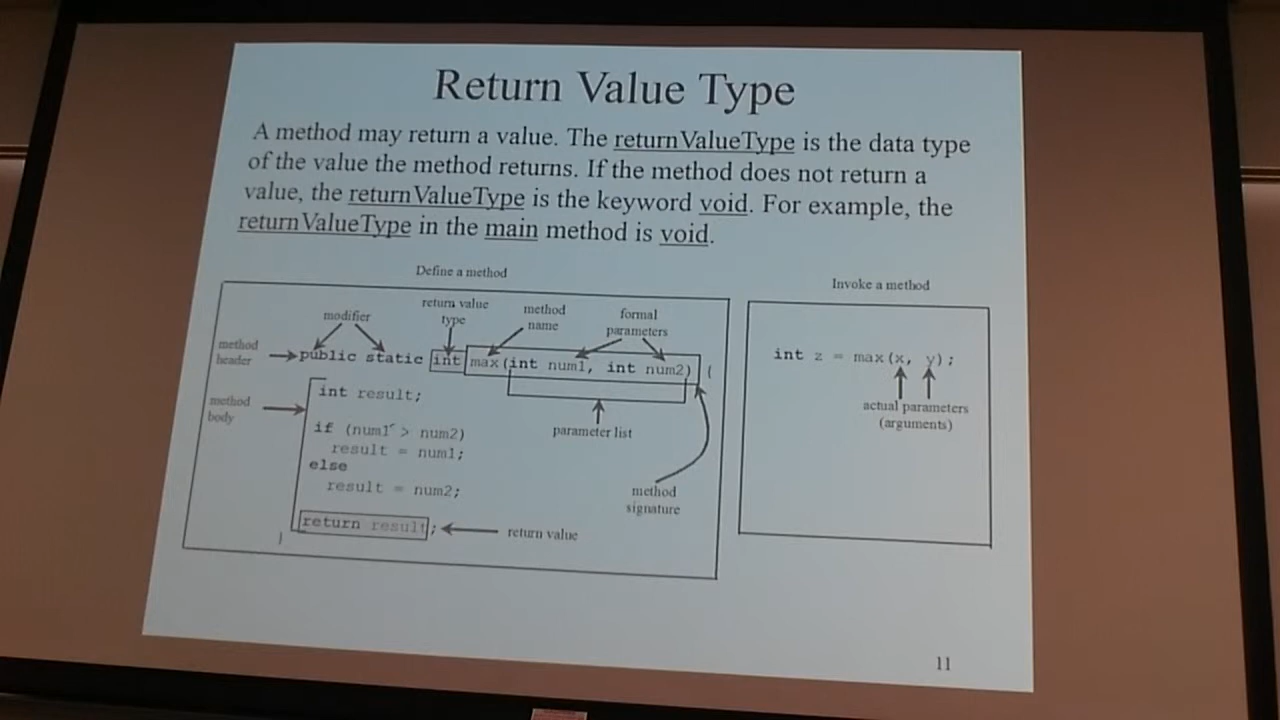 Return Value Type
A method may return a value. The returnValueType is the data type
of the value the method returns. If the method does not return a
value, the returnValueType is the keyword void. For example, the
returnValueType in the main method is void.
Define a method
Invoke a method
modifier
return value
type
method
name
formal
parameters
method
header
public static int max(int num1, int num2) {
method
body
int result;
if (num1 > num2)
result = num1;
else
result = num2;
return result;
}
parameter list
method
signature
return value
int z = max(x, y);
actual parameters
(arguments)
11